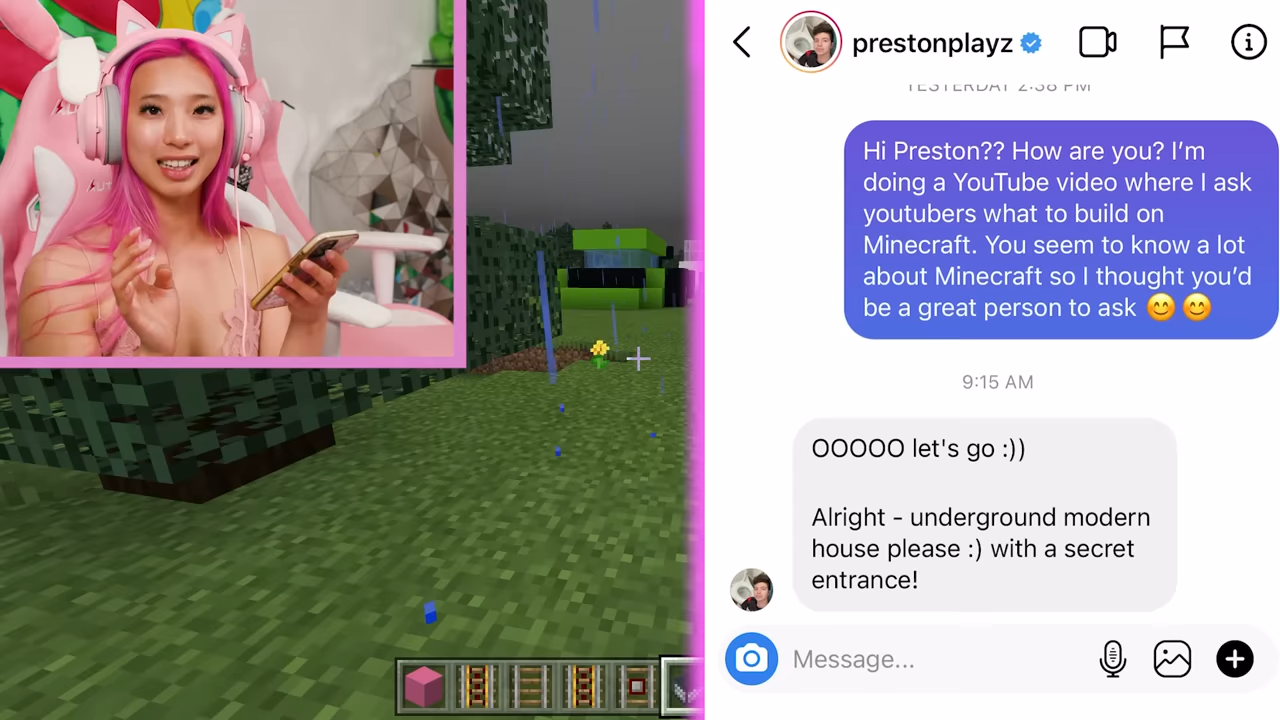 prestonplayz
YESTERDAY 2:38 PM
Hi Preston?? How are you? I’m
doing a YouTube video where I ask
youtubers what to build on
Minecraft. You seem to know a lot
about Minecraft so I thought you’d
be a great person to ask 😊 😊
9:15 AM
OOOOO let's go :))
Alright - underground modern
house please :) with a secret
entrance!
Message...